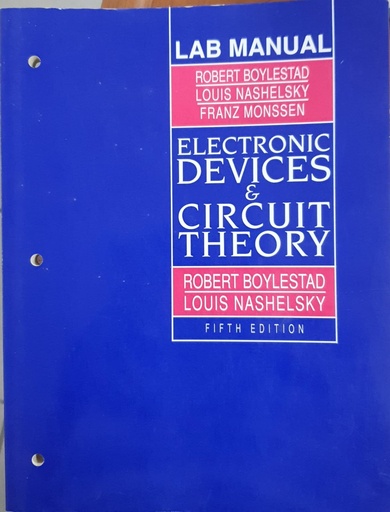 LAB MANUAL
ROBERT BOYLESTAD
LOUIS NASHELSKY
FRANZ MONSSEN
ELECTRONIC
DEVICES
&
CIRCUIT
THEORY
ROBERT BOYLESTAD
LOUIS NASHELSKY
FIFTH EDITION